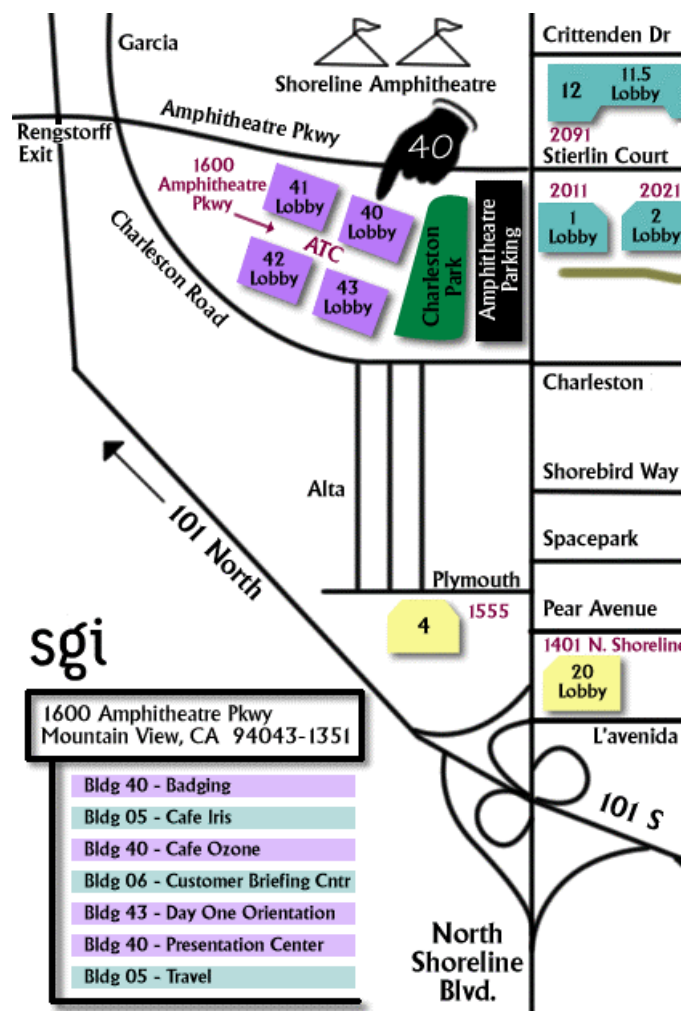 Garcia
Crittenden Dr
Shoreline Amphitheatre
12
11.5
Lobby
2091
Amphitheatre Pkwy
Rengstorff
Exit
40
Stierlin Court
1600
Amphitheatre
Pkwy
41
Lobby
40
Lobby
ATC
42
Lobby
43
Lobby
Charleston
Park
Amphitheatre
Parking
2011
2021
1
Lobby
2
Lobby
Charleston Road
Charleston
Alta
Shorebird Way
101 North
Spacepark
Plymouth
4
1555
Pear Avenue
1401 N. Shoreline
20
Lobby
L'avenida
101 S
North
Shoreline
Blvd.
sgi
1600 Amphitheatre Pkwy
Mountain View, CA 94043-1351
Bldg 40 - Badging
Bldg 05 - Cafe Iris
Bldg 40 - Cafe Ozone
Bldg 06 - Customer Briefing Cntr
Bldg 43 - Day One Orientation
Bldg 40 - Presentation Center
Bldg 05 - Travel